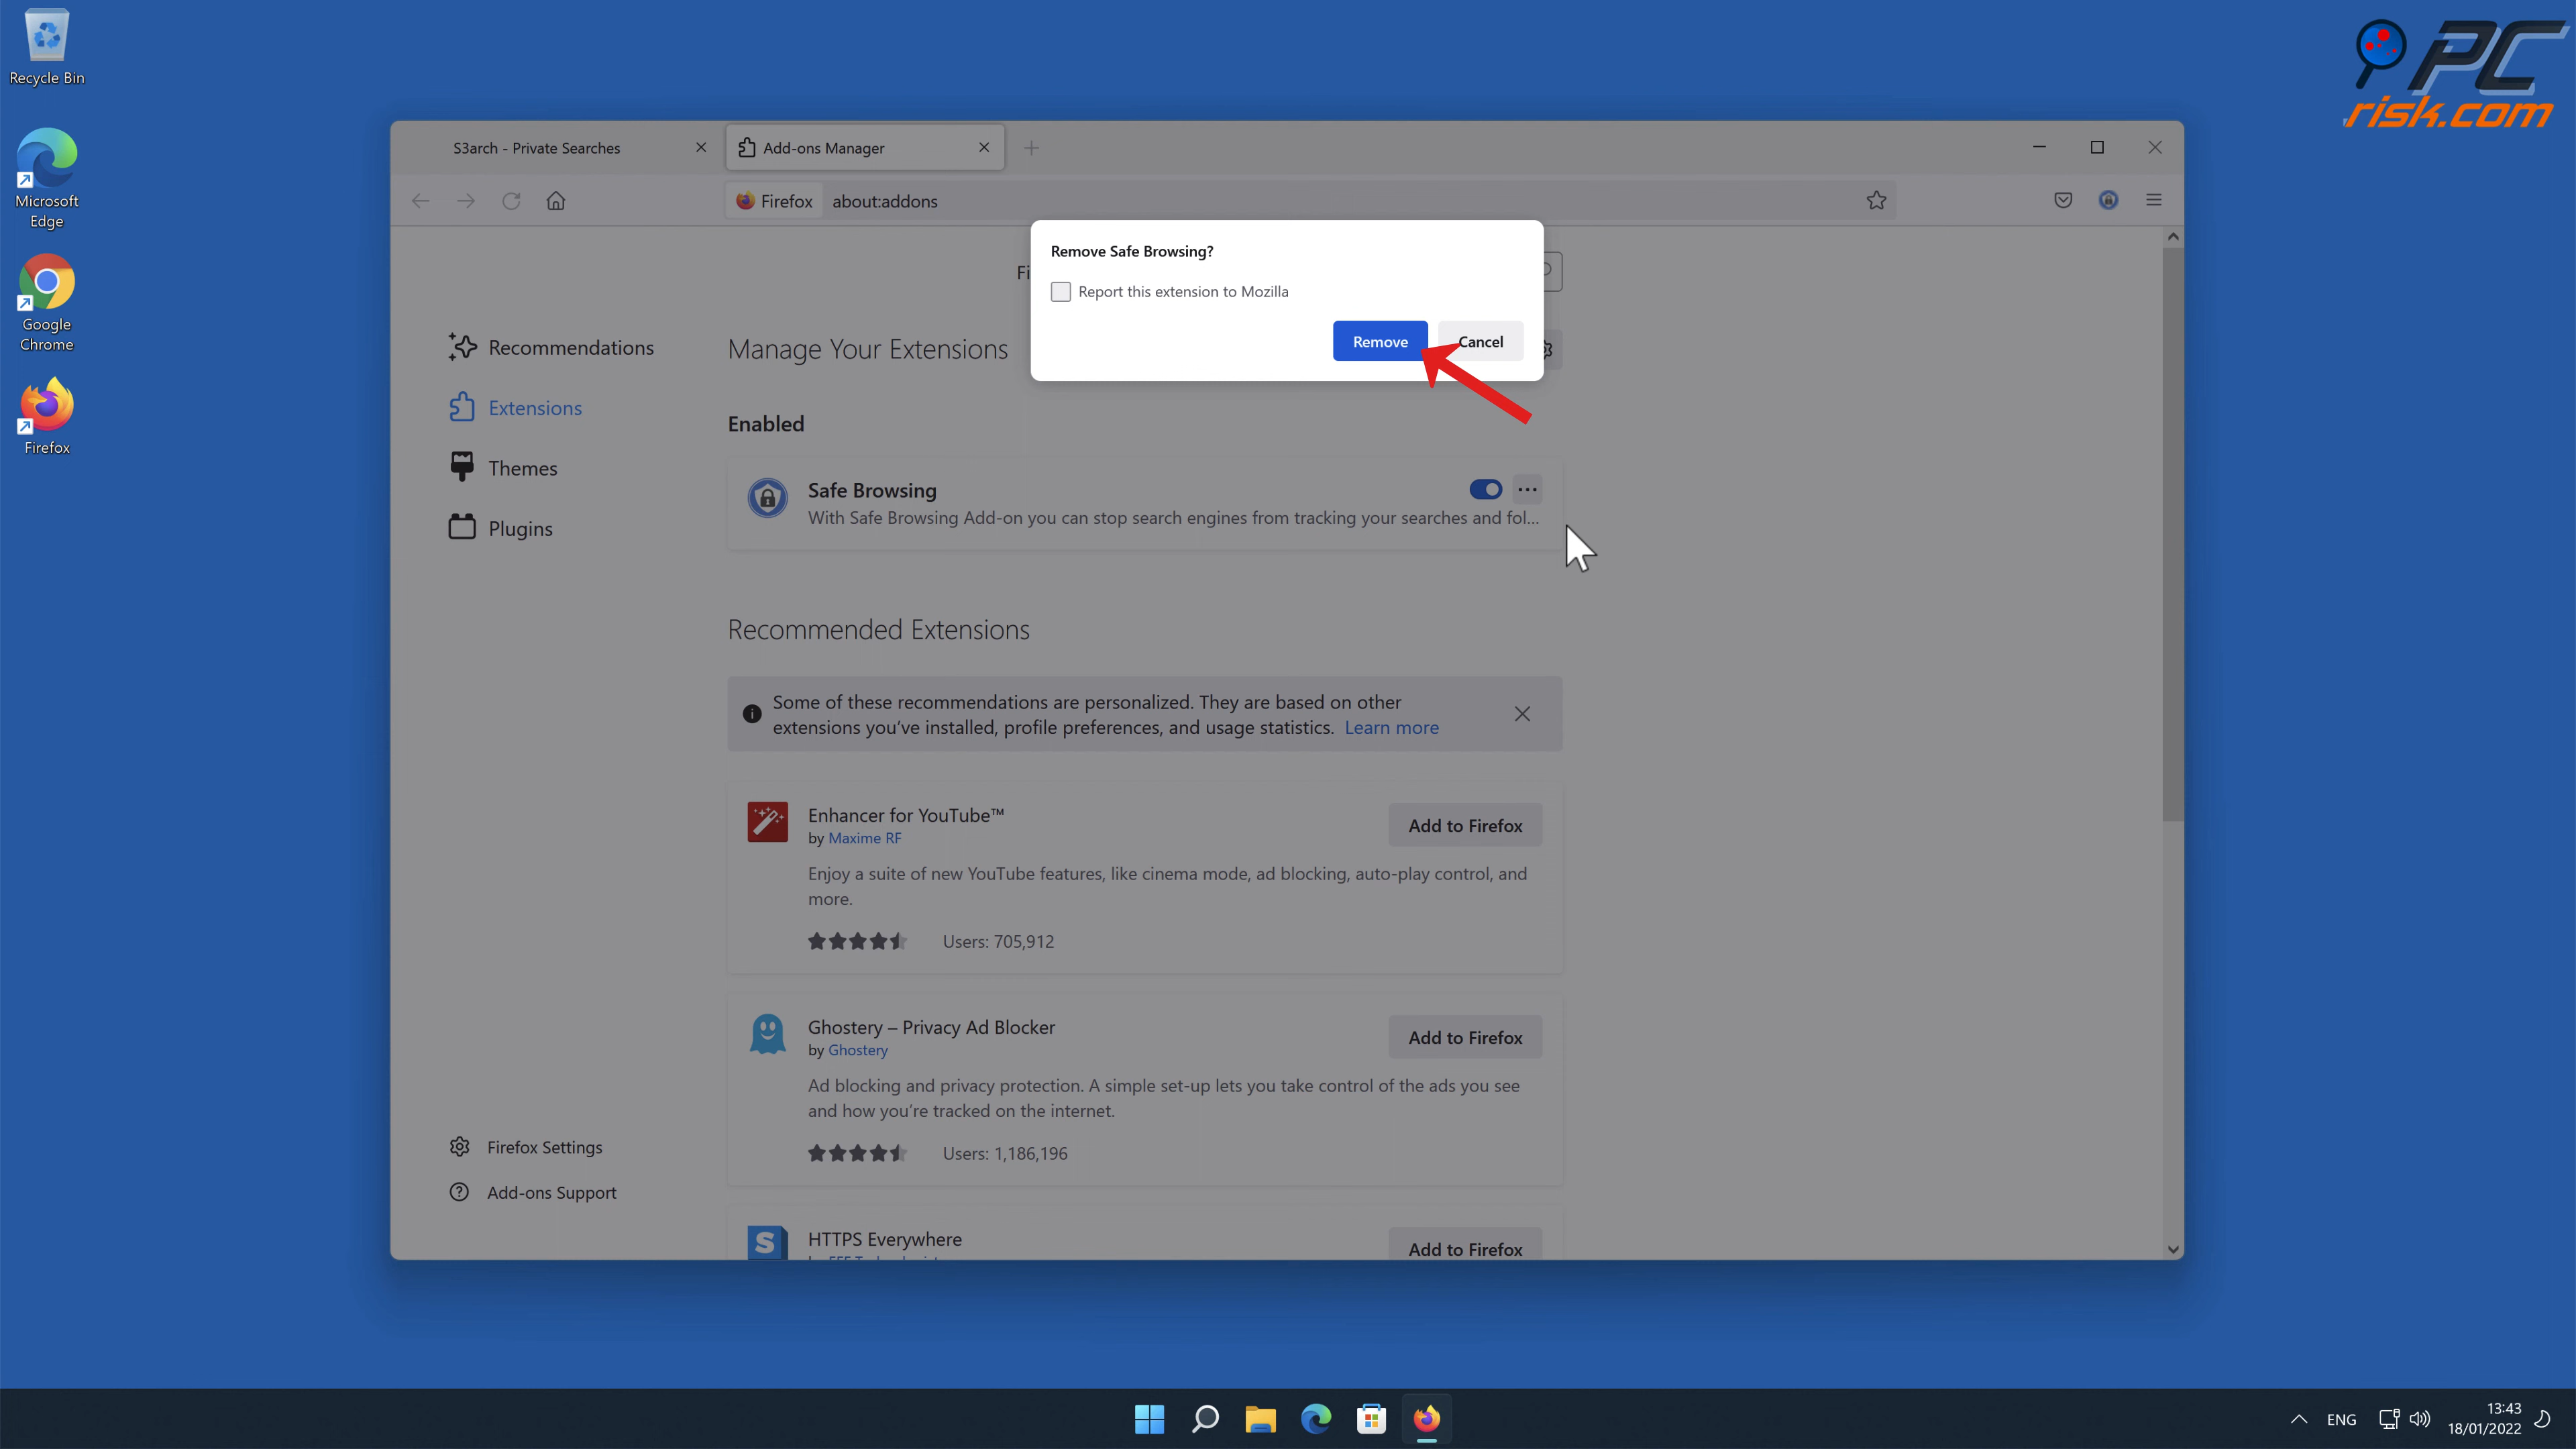 Recycle Bin
Microsoft
Edge
Google
Chrome
Firefox
PC
risk.com
S3arch - Private Searches
Add-ons Manager
Firefox
about:addons
Remove Safe Browsing?
Report this extension to Mozilla
Remove
Cancel
Fi
Recommendations
Extensions
Themes
Plugins
Firefox Settings
Add-ons Support
Manage Your Extensions
Enabled
Safe Browsing
With Safe Browsing Add-on you can stop search engines from tracking your searches and fol...
Recommended Extensions
Some of these recommendations are personalized. They are based on other
extensions you've installed, profile preferences, and usage statistics. Learn more
Enhancer for YouTube™
by Maxime RF
Add to Firefox
Enjoy a suite of new YouTube features, like cinema mode, ad blocking, auto-play control, and
more.
Users: 705,912
Ghostery – Privacy Ad Blocker
by Ghostery
Add to Firefox
Ad blocking and privacy protection. A simple set-up lets you take control of the ads you see
and how you're tracked on the internet.
Users: 1,186,196
S
HTTPS Everywhere
Add to Firefox
ENG
13:43
18/01/2022